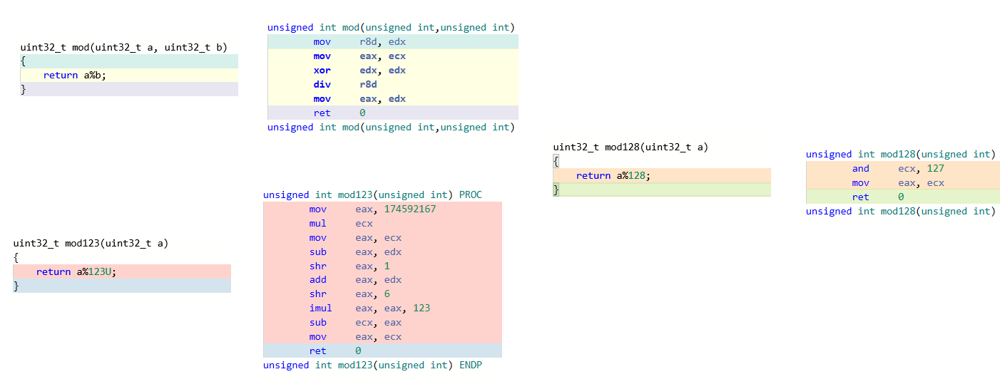 uint32_t mod(uint32_t a, uint32_t b)
{
    return a%b;
}
unsigned int mod(unsigned int,unsigned int)
        mov     r8d, edx
        mov     eax, ecx
        xor     edx, edx
        div     r8d
        mov     eax, edx
        ret     0
unsigned int mod(unsigned int,unsigned int)
uint32_t mod128(uint32_t a)
{
    return a%128;
}
unsigned int mod128(unsigned int)
        and     ecx, 127
        mov     eax, ecx
        ret     0
unsigned int mod128(unsigned int)
uint32_t mod123(uint32_t a)
{
    return a%123U;
}
unsigned int mod123(unsigned int) PROC
        mov     eax, 174592167
        mul     ecx
        mov     eax, ecx
        sub     eax, edx
        shr     eax, 1
        add     eax, edx
        shr     eax, 6
        imul    eax, eax, 123
        sub     ecx, eax
        mov     eax, ecx
        ret     0
unsigned int mod123(unsigned int) ENDP